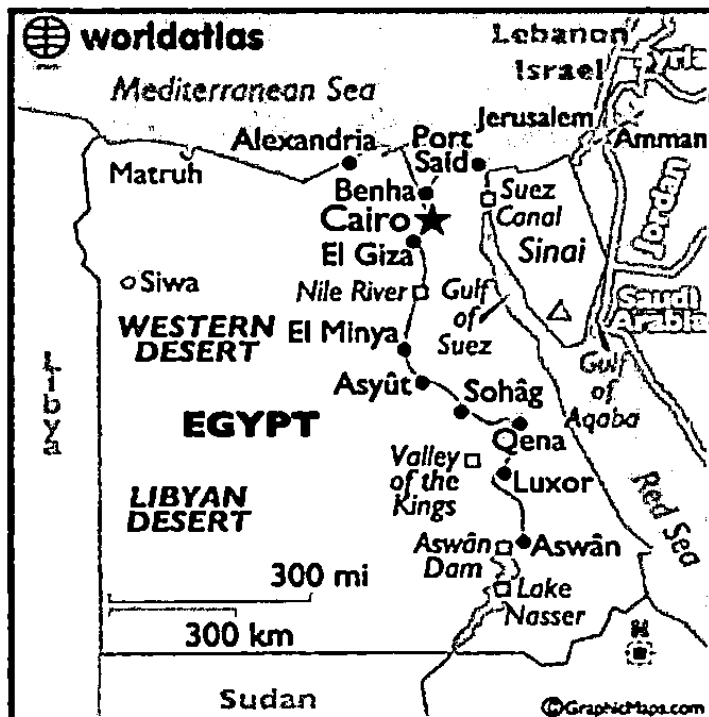 worldatlas
Lebanon
Mediterranean Sea
Israel
Jerusalem
Alexandria
Port
Said
Amman
Matruh
Benha
Suez
Canal
Cairo
Jordan
El Giza
Sinai
Siwa
Nile River
Gulf
of
Suez
Saudi
Arabia
WESTERN
DESERT
El Minya
Gulf
of
Aqaba
Asyût
Sohâg
EGYPT
Qena
Valley
of the
Kings
Luxor
Red Sea
LIBYAN
DESERT
Aswân
Dam
Aswân
300 mi
Lake
Nasser
300 km
Sudan
©GraphicMaps.com